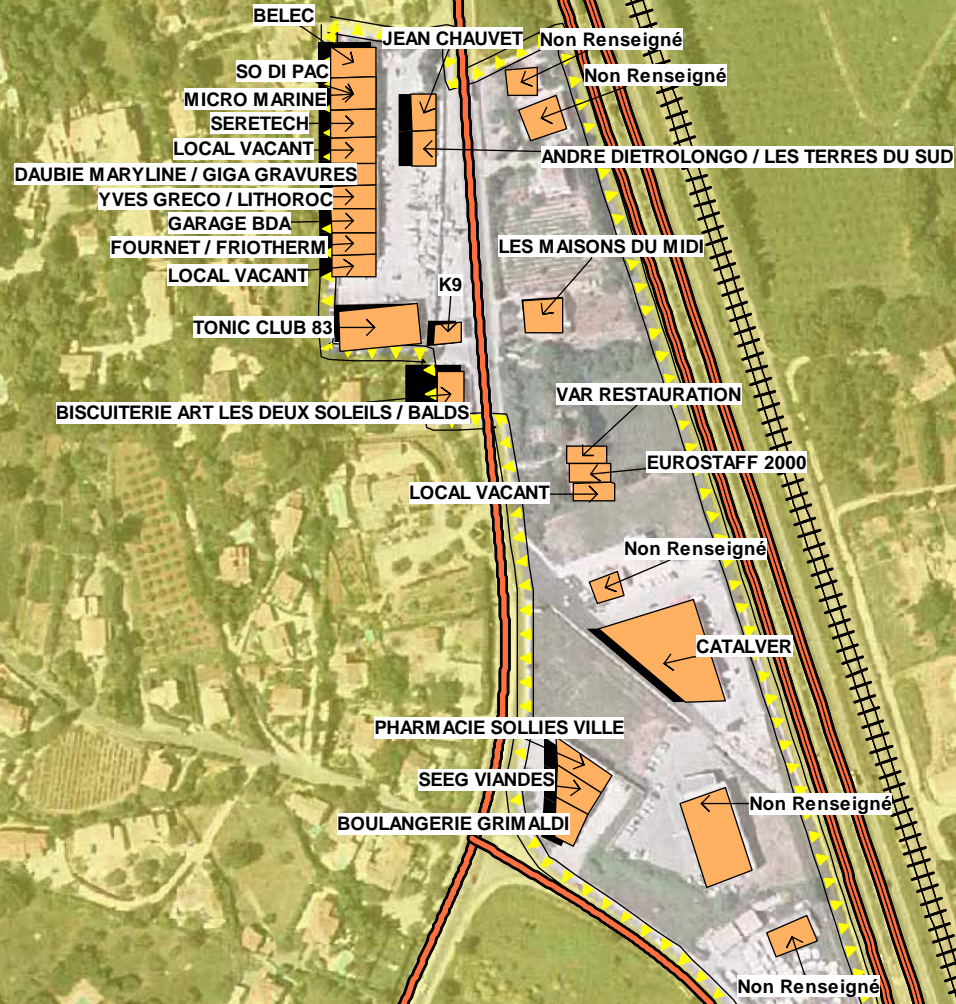 BELEC
JEAN CHAUVET
Non Renseigné
SO DI PAC
Non Renseigné
MICRO MARINE
SERETECH
LOCAL VACANT
ANDRE DIETROLONGO / LES TERRES DU SUD
DAUBIE MARYLINE / GIGA GRAVURES
YVES GRECO / LITHOROC
GARAGE BDA
FOURNET / FRIOTHERM
LES MAISONS DU MIDI
LOCAL VACANT
K9
TONIC CLUB 83
VAR RESTAURATION
BISCUITERIE ART LES DEUX SOLEILS / BALDS
EUROSTAFF 2000
LOCAL VACANT
Non Renseigné
CATALVER
PHARMACIE SOLLIES VILLE
SEEG VIANDES
Non Renseigné
BOULANGERIE GRIMALDI
Non Renseigné